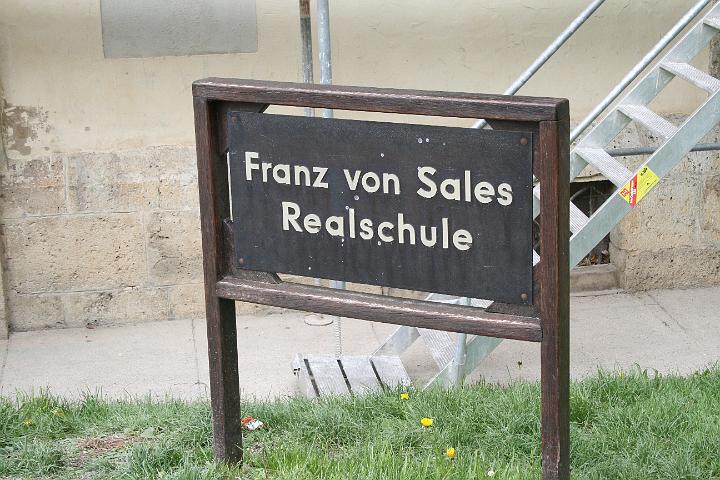 Franz von Sales
Realschule